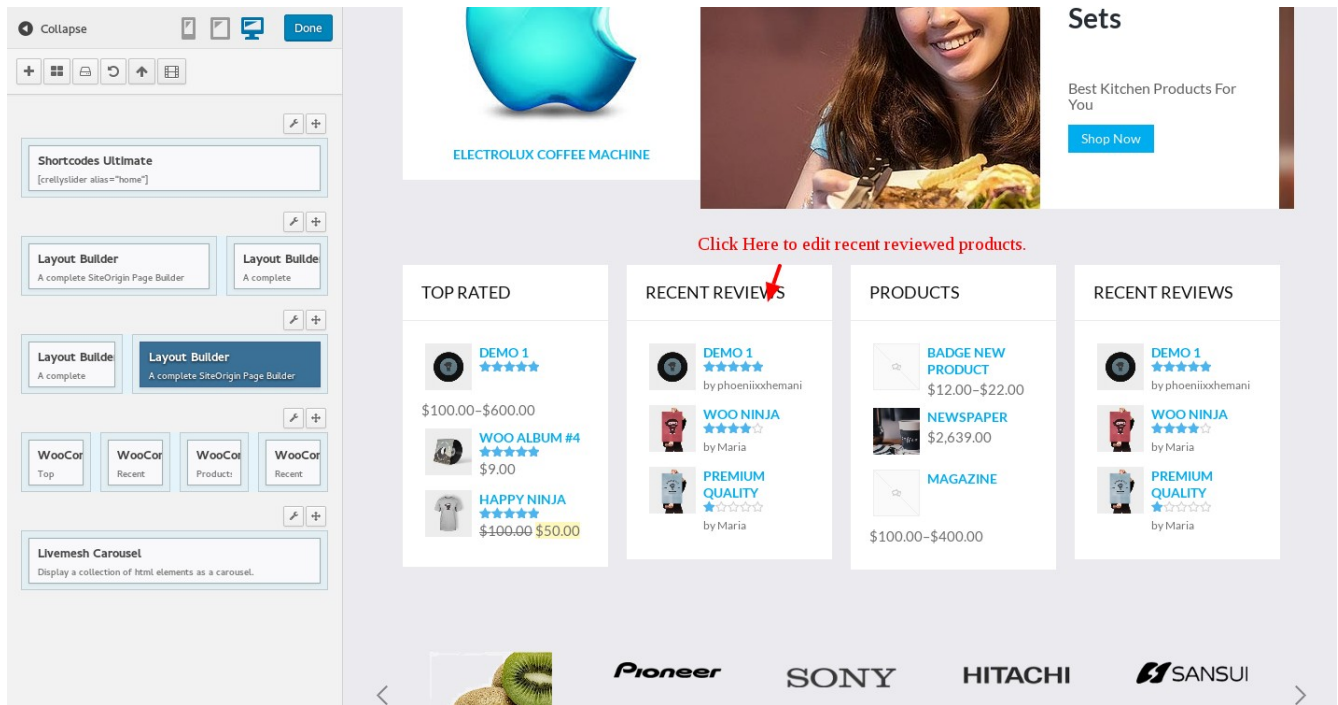 Collapse
Done
Shortcodes Ultimate
[crellyslider alias="home"]
Layout Builder
A complete SiteOrigin Page Builder
Layout Builde
A complete
Layout Builde
A complete
Layout Builder
A complete SiteOrigin Page Builder
WooCor
Top
WooCor
Recent
WooCor
Products
WooCor
Recent
Livemesh Carousel
Display a collection of html elements as a carousel.
ELECTROLUX COFFEE MACHINE
Sets
Best Kitchen Products For
You
Shop Now
Click Here to edit recent reviewed products.
TOP RATED
DEMO 1
$100.00–$600.00
WOO ALBUM #4
$9.00
HAPPY NINJA
$100.00 $50.00
RECENT REVIEWS
DEMO 1
by phoeniixxhemani
WOO NINJA
by Maria
PREMIUM
QUALITY
by Maria
PRODUCTS
BADGE NEW
PRODUCT
$12.00–$22.00
NEWSPAPER
$2,639.00
MAGAZINE
$100.00–$400.00
RECENT REVIEWS
DEMO 1
by phoeniixxhemani
WOO NINJA
by Maria
PREMIUM
QUALITY
by Maria
Pioneer
SONY
HITACHI
SANSUI